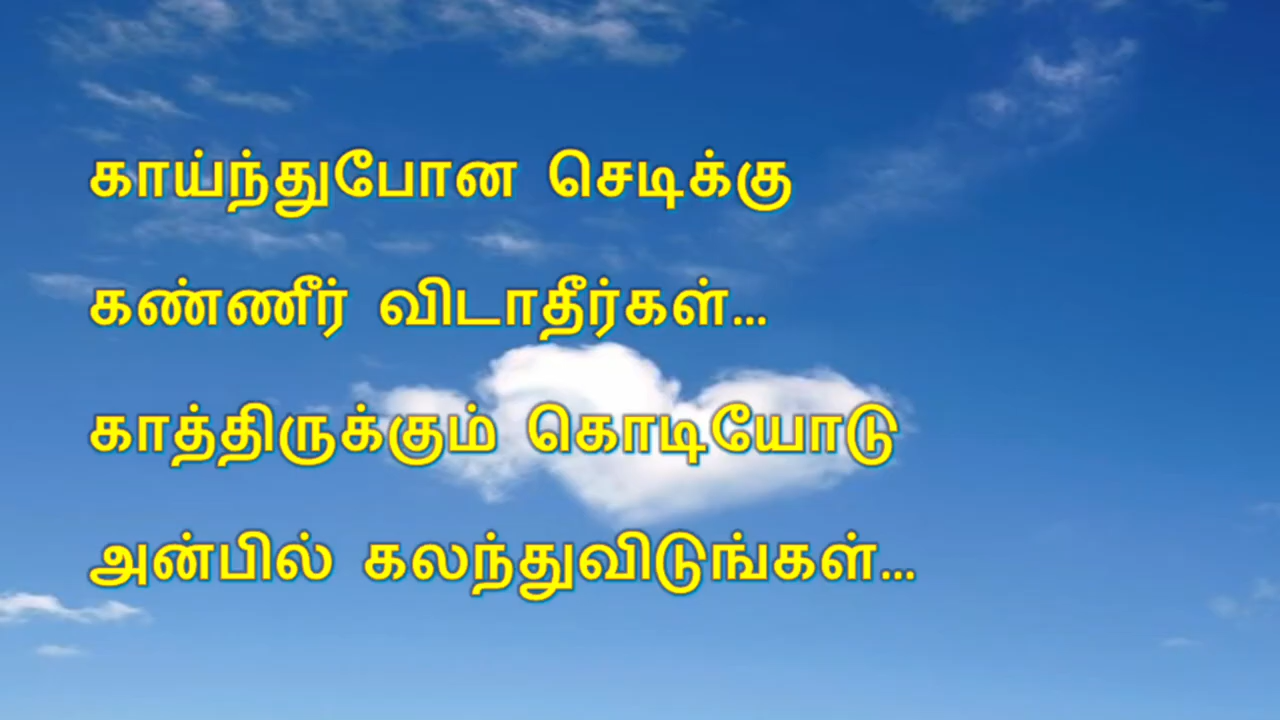 காய்ந்துபோன செடிக்கு
கண்ணீர் விடாதீர்கள்...
காத்திருக்கும் கொடியோடு
அன்பில் கலந்துவிடுங்கள்...